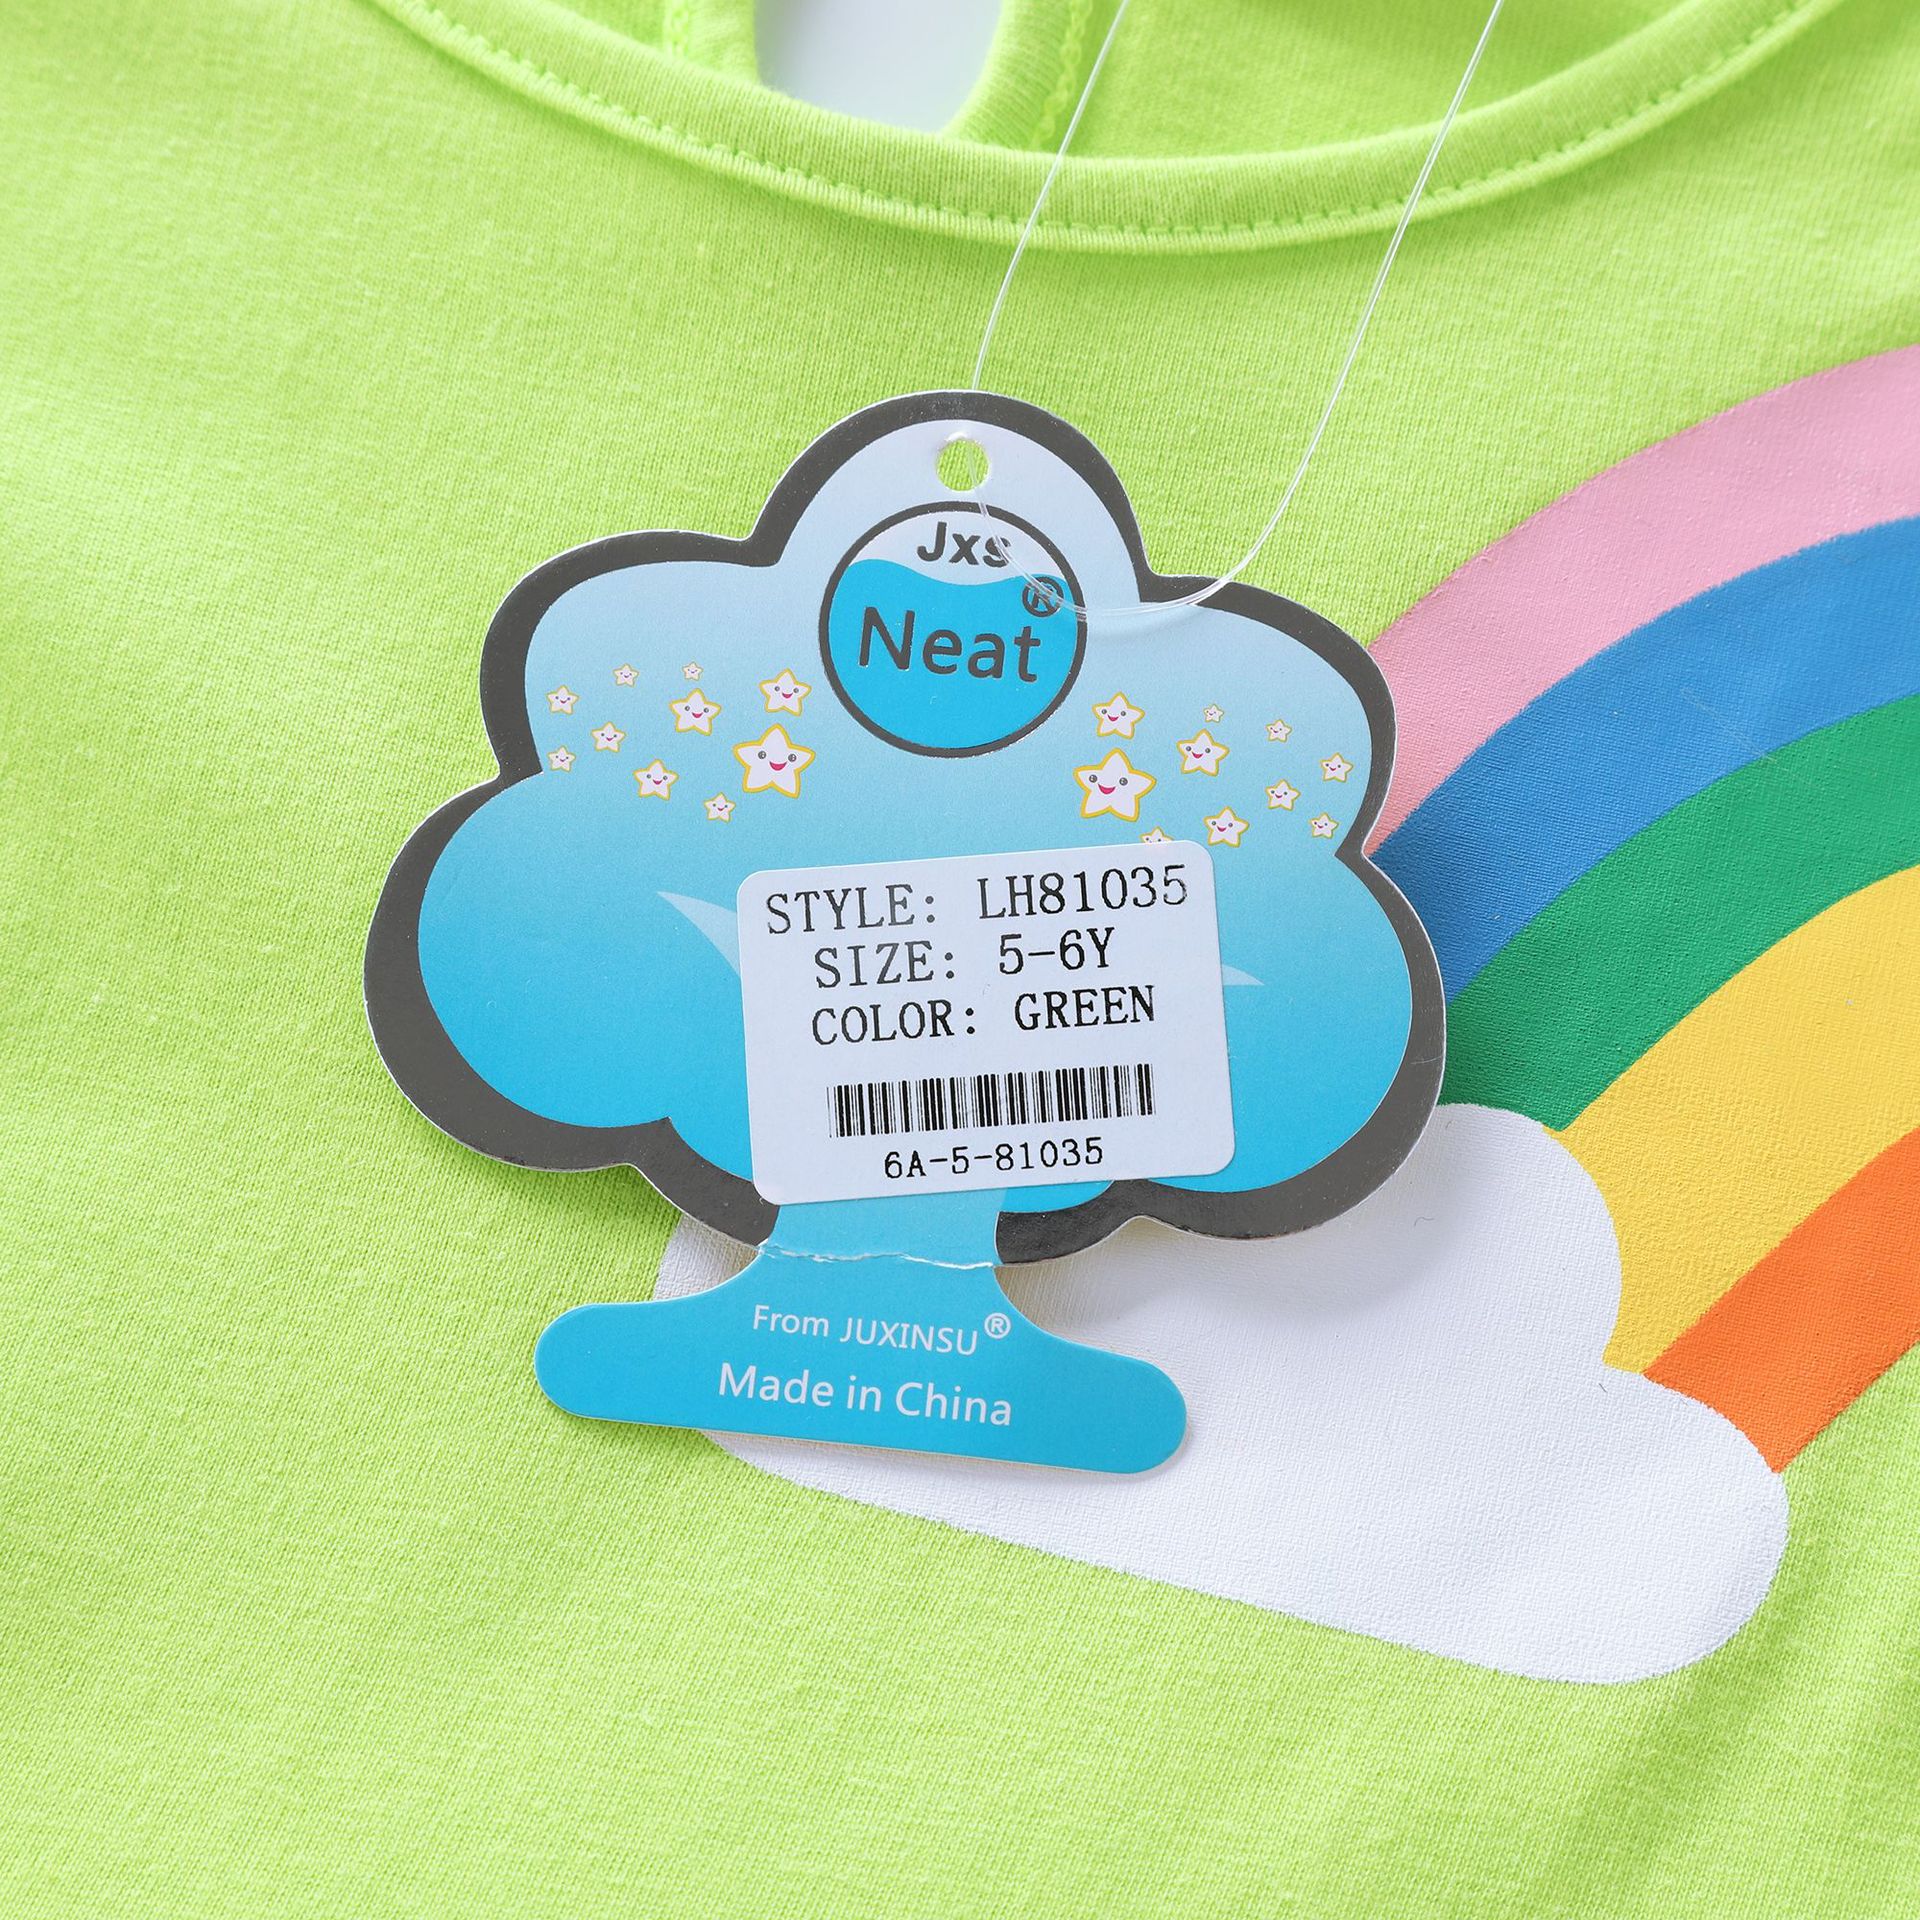 Jxs
Neat®
STYLE: LH81035
SIZE: 5-6Y
COLOR: GREEN
6A-5-81035
From JUXINSU®
Made in China